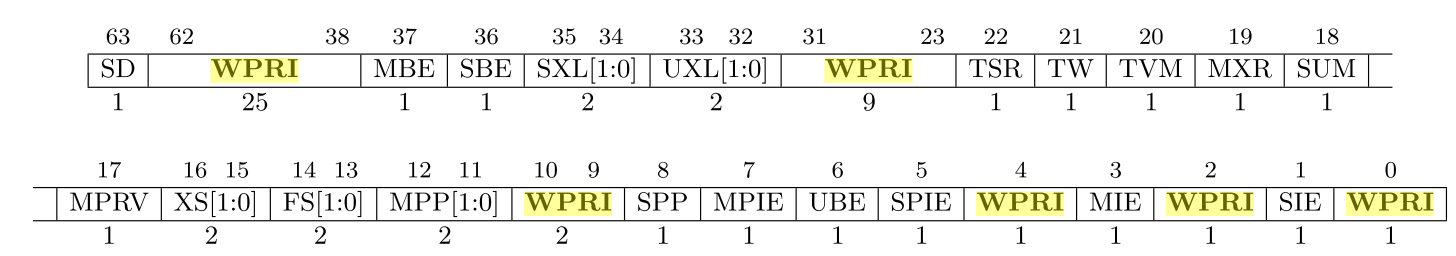 63 62 38 37 36 35 34 33 32 31 23 22 21 20 19 18
SD WPRI MBE SBE SXL[1:0] UXL[1:0] WPRI TSR TW TVM MXR SUM
1 25 1 1 2 2 9 1 1 1 1 1
17 16 15 14 13 12 11 10 9 8 7 6 5 4 3 2 1 0
MPRV XS[1:0] FS[1:0] MPP[1:0] WPRI SPP MPIE UBE SPIE WPRI MIE WPRI SIE WPRI
1 2 2 2 2 1 1 1 1 1 1 1 1 1